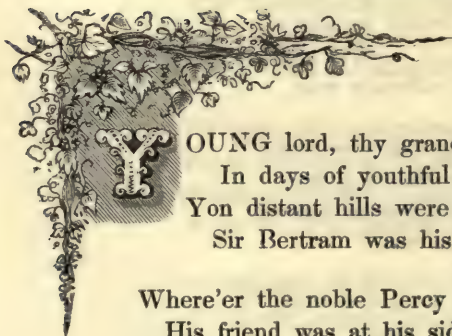 YOUNG lord, thy grand
In days of youthful
Yon distant hills were
Sir Bertram was his
Where'er the noble Percy
His friend was at his sid